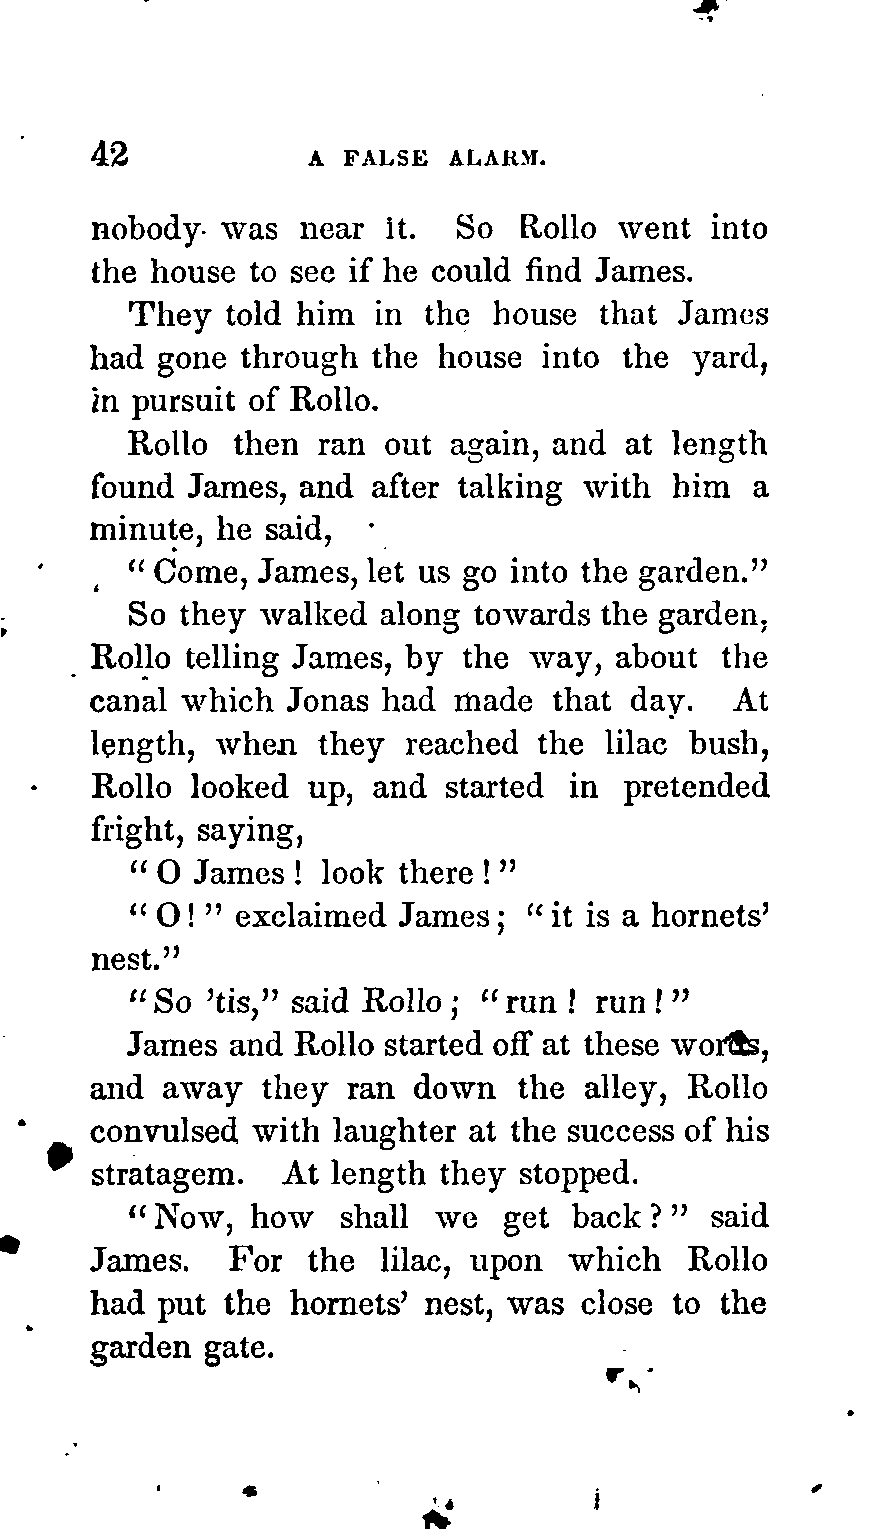 42 A FALSE ALARM.
nobody was near it. So Rollo went into
the house to see if he could find James.
They told him in the house that James
had gone through the house into the yard,
in pursuit of Rollo.
Rollo then ran out again, and at length
found James, and after talking with him a
minute, he said,
“Come, James, let us go into the garden.”
So they walked along towards the garden,
Rollo telling James, by the way, about the
canal which Jonas had made that day. At
length, when they reached the lilac bush,
Rollo looked up, and started in pretended
fright, saying,
“O James! look there!”
“O!” exclaimed James; “it is a hornets’
nest.”
“So ’tis,” said Rollo; “run! run!”
James and Rollo started off at these words,
and away they ran down the alley, Rollo
convulsed with laughter at the success of his
stratagem. At length they stopped.
“Now, how shall we get back?” said
James. For the lilac, upon which Rollo
had put the hornets’ nest, was close to the
garden gate.